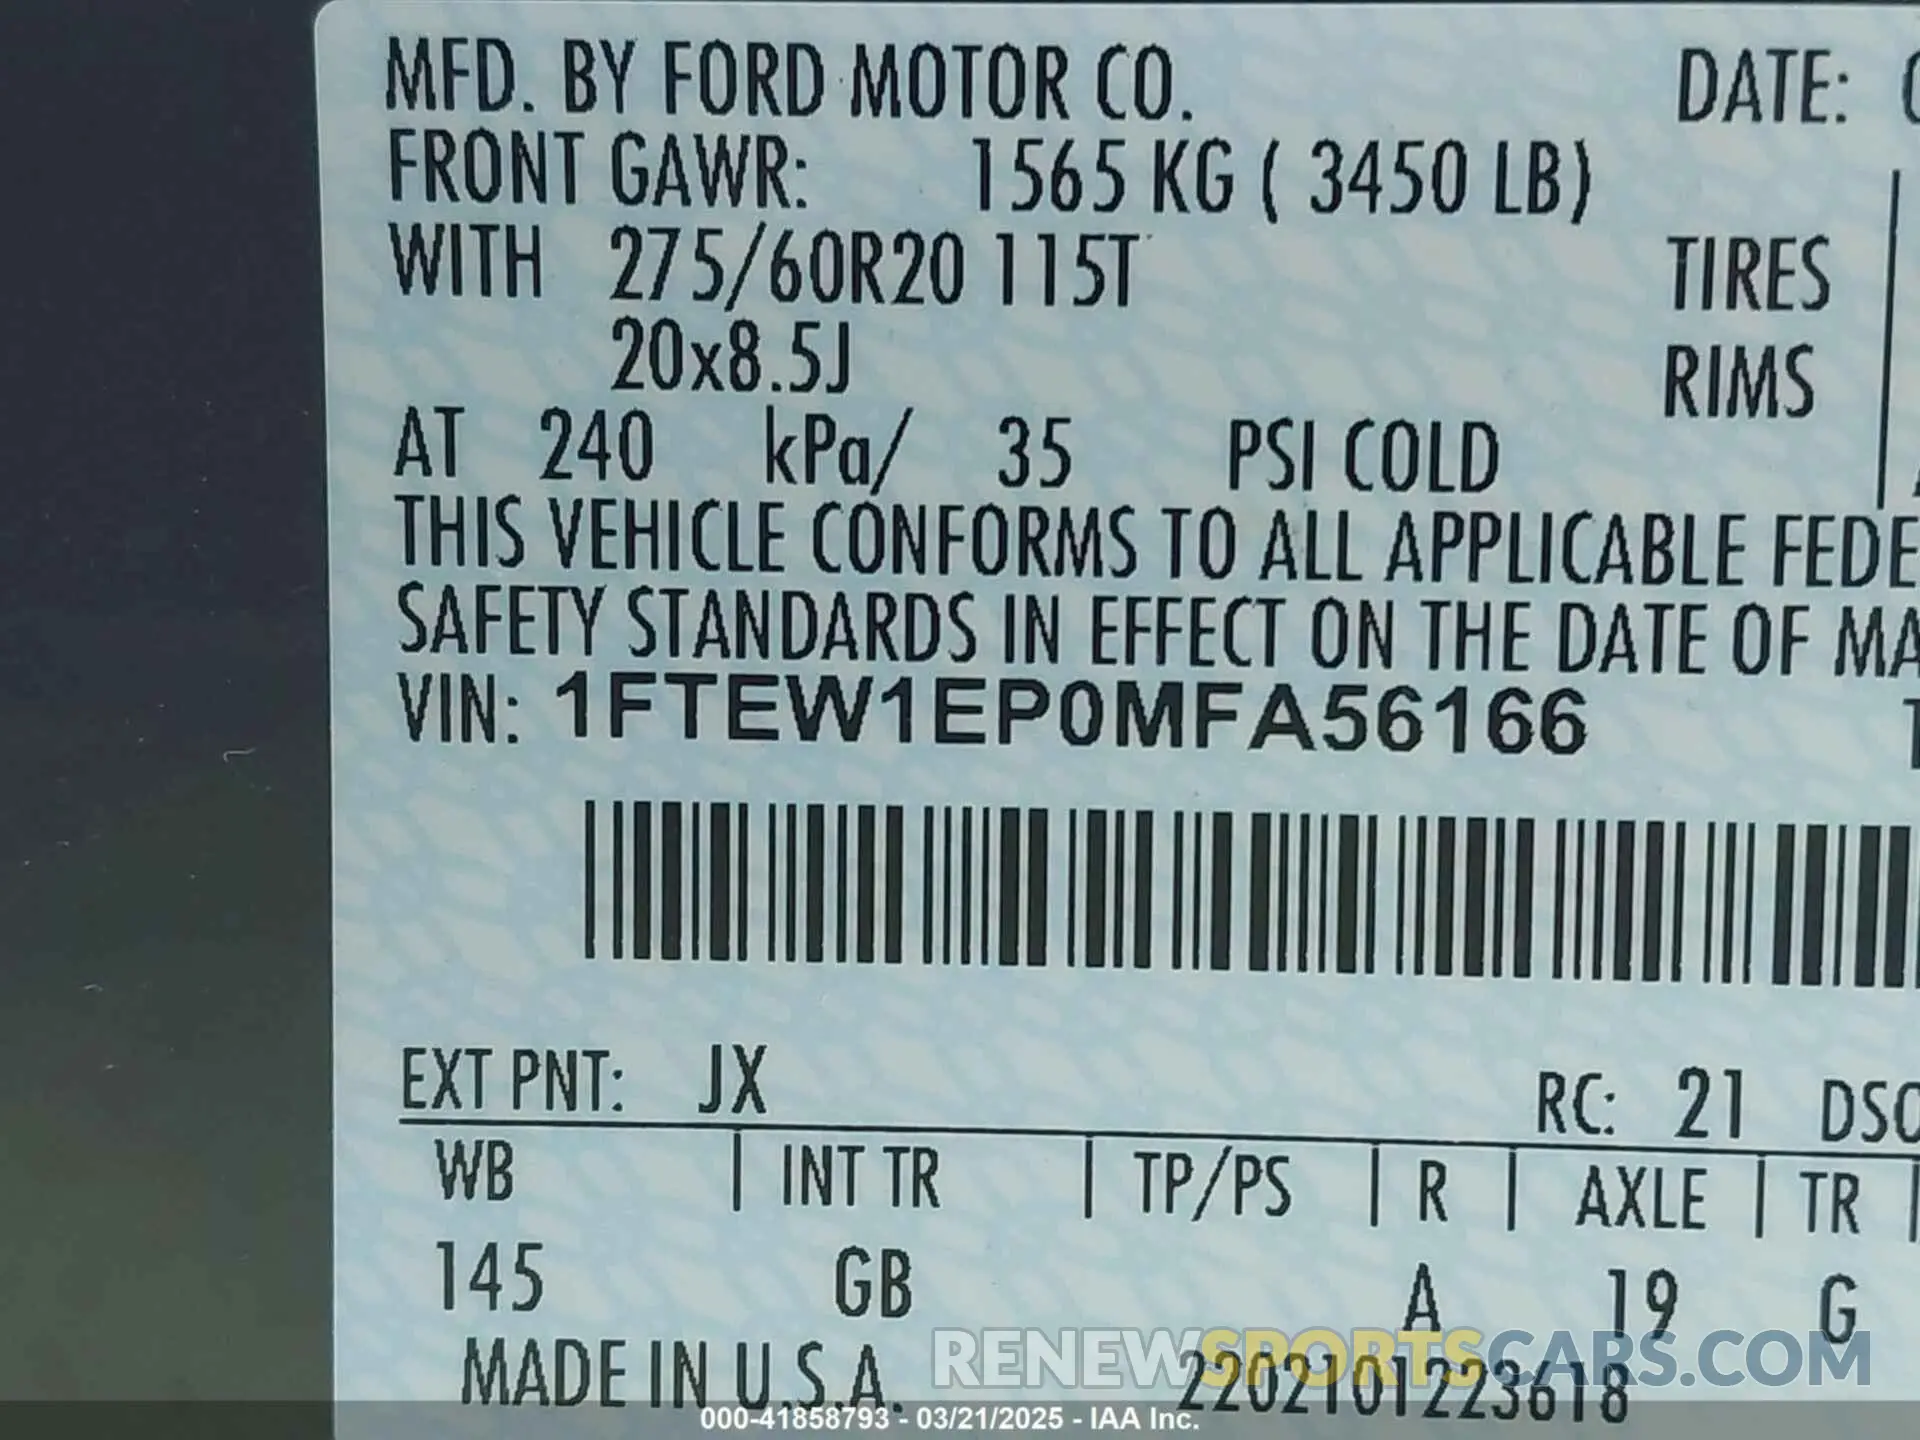 MFD. BY FORD MOTOR CO. DATE:
FRONT GAWR: 1565 KG ( 3450 LB)
WITH 275/60R20 115T TIRES
20x8.5J RIMS
AT 240 kPa/ 35 PSI COLD
THIS VEHICLE CONFORMS TO ALL APPLICABLE FEDE
SAFETY STANDARDS IN EFFECT ON THE DATE OF MA
VIN: 1FTEW1EP0MFA56166
EXT PNT: JX RC: 21 DSO
WB | INT TR | TP/PS | R | AXLE | TR |
145 GB A 19 G
MADE IN U.S.A. 2202101223618
RENEWSPORTSCARS.COM
000-41858793 - 03/21/2025 - IAA Inc.